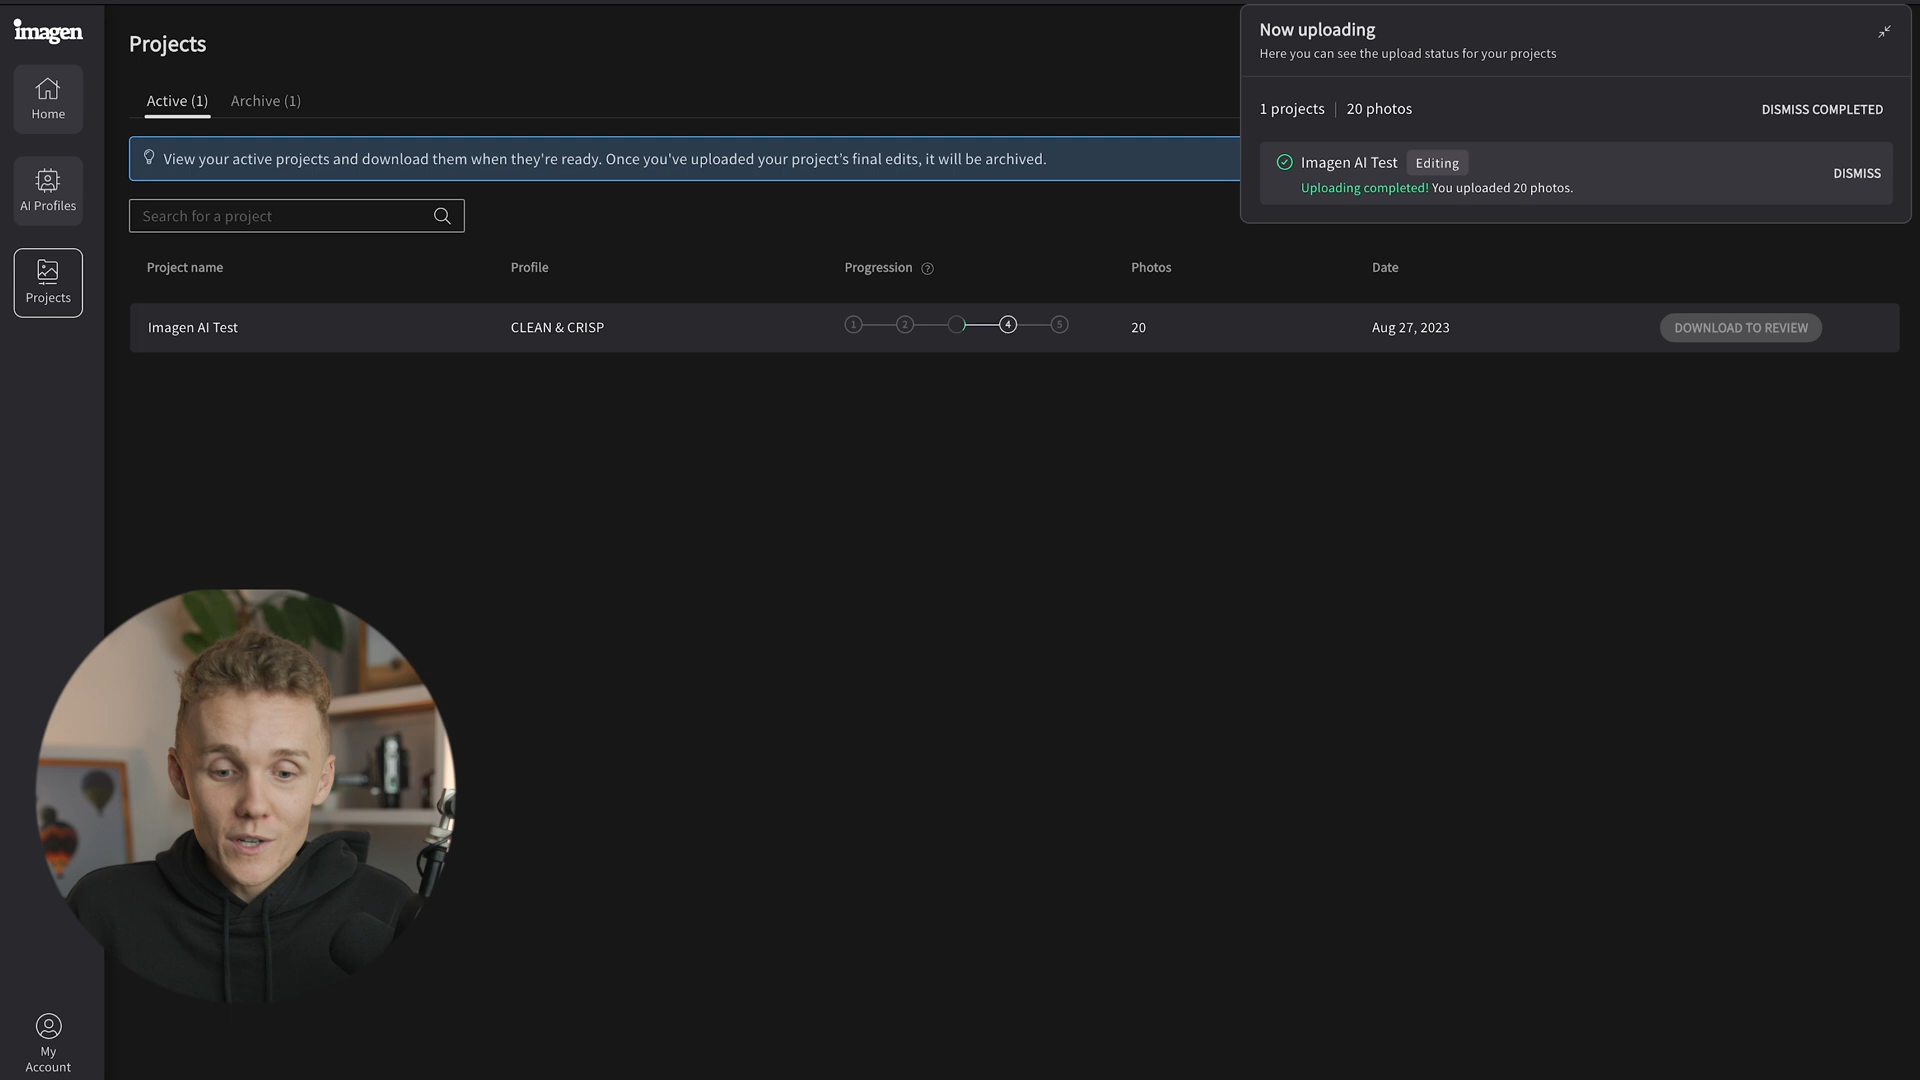 imagen
Home
AI Profiles
Projects
My
Account
Projects
Active (1) Archive (1)
View your active projects and download them when they're ready. Once you've uploaded your project's final edits, it will be archived.
Search for a project
Project name Profile Progression ? Photos Date
Imagen AI Test CLEAN & CRISP 1 2 4 5 20 Aug 27, 2023 DOWNLOAD TO REVIEW
Now uploading
Here you can see the upload status for your projects
1 projects | 20 photos DISMISS COMPLETED
Imagen AI Test Editing
Uploading completed! You uploaded 20 photos.
DISMISS